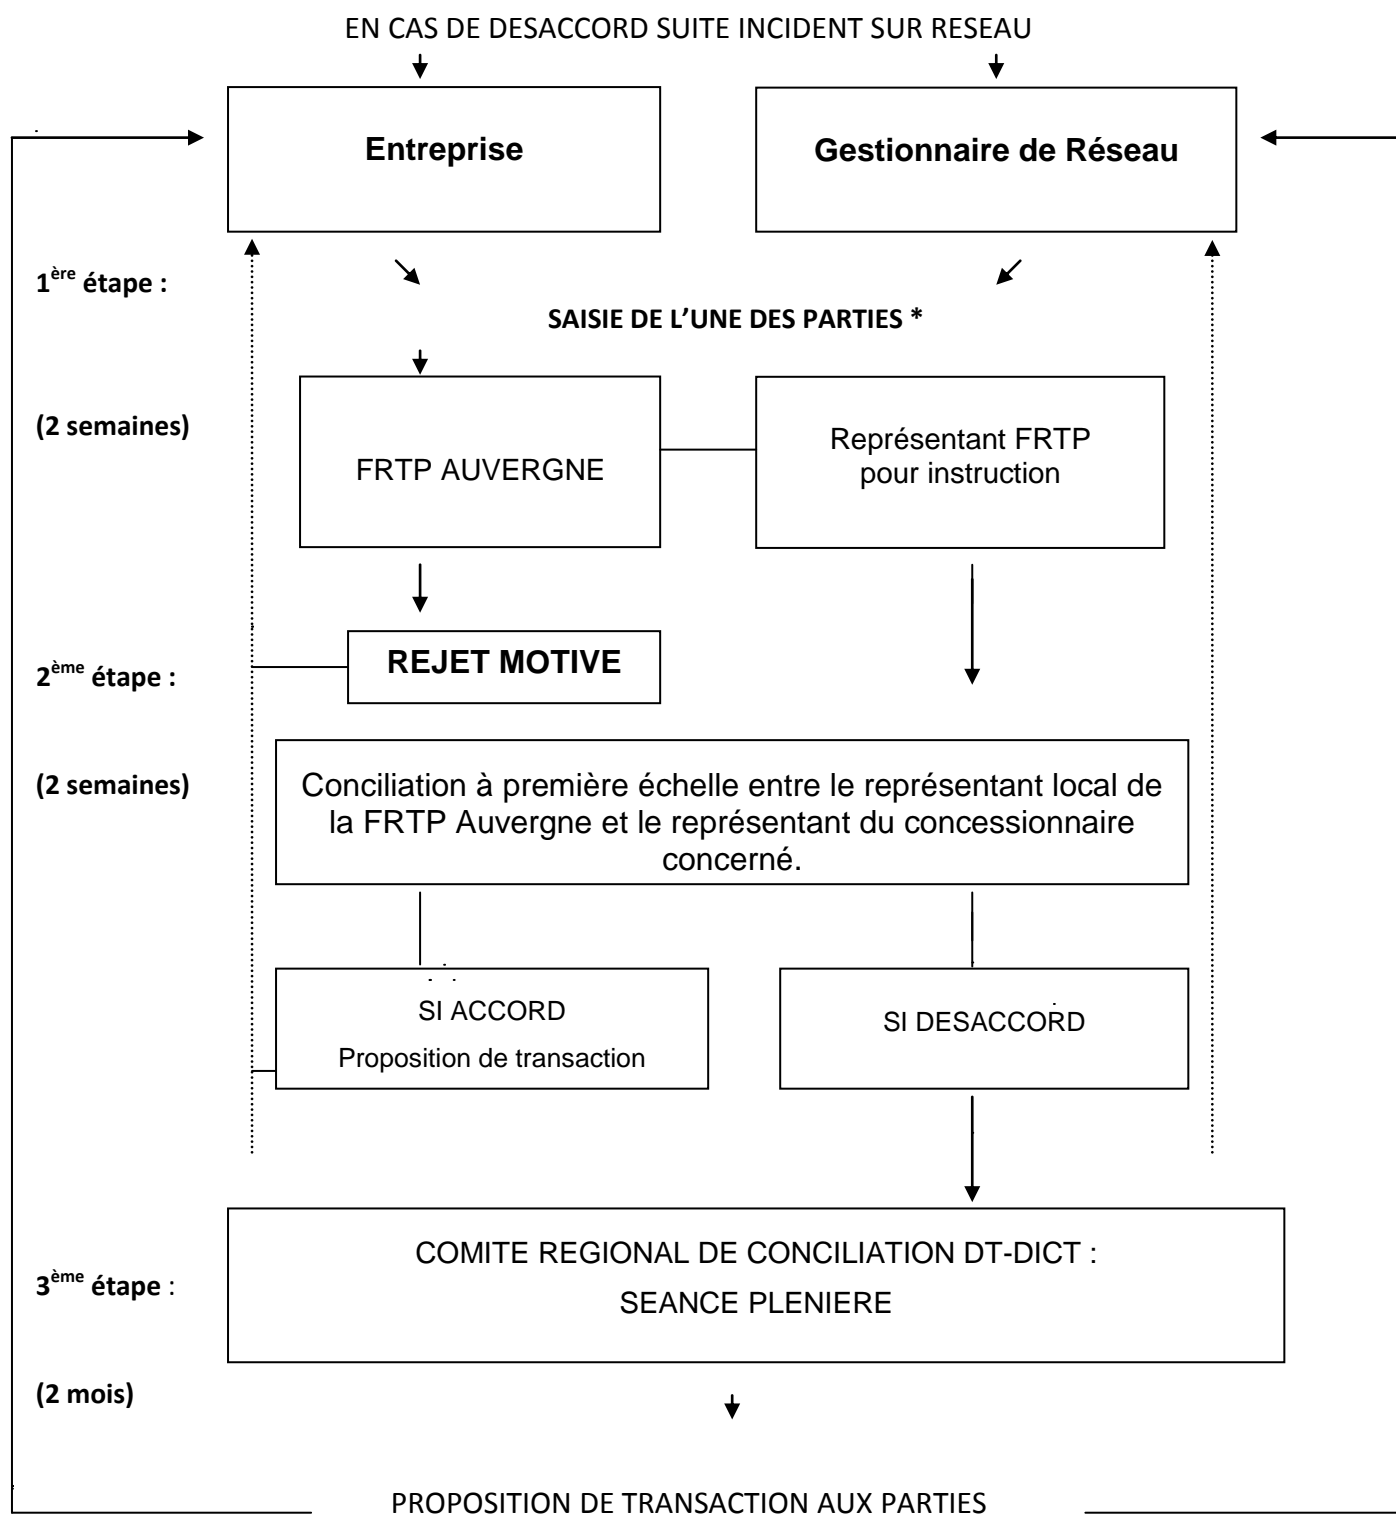 EN CAS DE DESACCORD SUITE INCIDENT SUR RESEAU
Entreprise
Gestionnaire de Réseau
1ère étape :
SAISIE DE L’UNE DES PARTIES *
(2 semaines)
FRTP AUVERGNE
Représentant FRTP
pour instruction
REJET MOTIVE
2ème étape :
(2 semaines)
Conciliation à première échelle entre le représentant local de
la FRTP Auvergne et le représentant du concessionnaire
concerné.
SI ACCORD
Proposition de transaction
SI DESACCORD
COMITE REGIONAL DE CONCILIATION DT-DICT :
SEANCE PLENIERE
3ème étape :
(2 mois)
PROPOSITION DE TRANSACTION AUX PARTIES